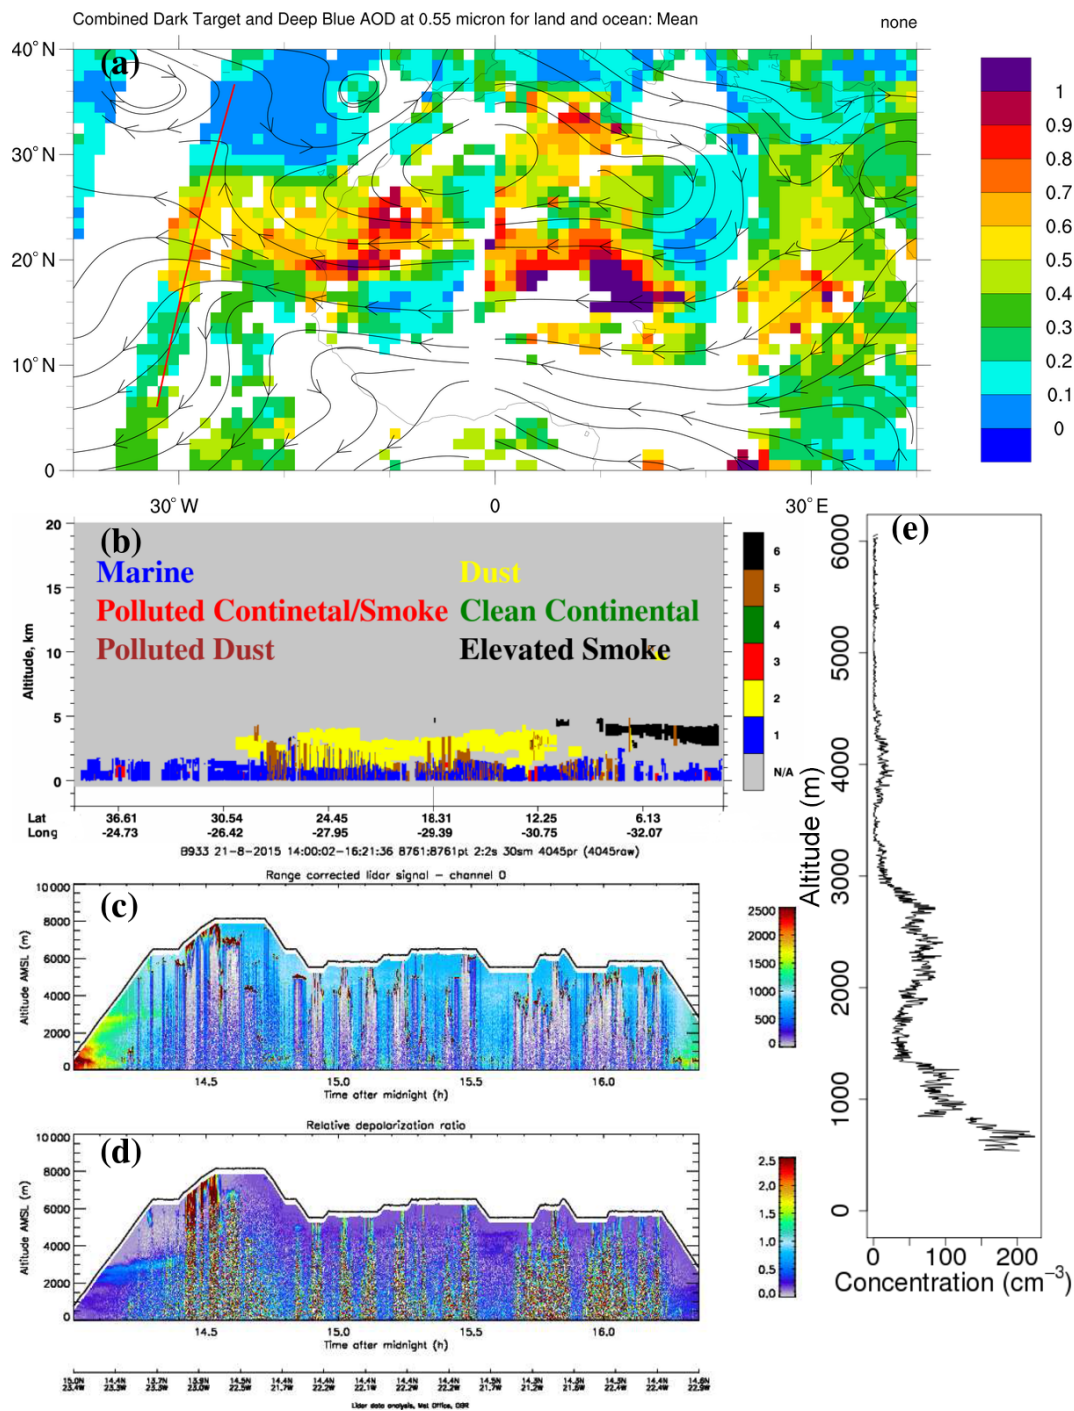 Combined Dark Target and Deep Blue AOD at 0.55 micron for land and ocean: Mean
none
(a)
40° N
30° N
20° N
10° N
0
30° W
0
30° E
1
0.9
0.8
0.7
0.6
0.5
0.4
0.3
0.2
0.1
0
(b)
Marine
Dust
Polluted Continetal/Smoke
Clean Continental
Polluted Dust
Elevated Smoke
Altitude, km
20
15
10
5
0
6
5
4
3
2
1
N/A
Lat 36.61 30.54 24.45 18.31 12.25 6.13
Long -24.73 -26.42 -27.95 -29.39 -30.75 -32.07
B933 21-8-2015 14:00:02-16:21:36 B761:B761pt 2:2s 30sm 4045pr (4045raw)
Range corrected lidar signal - channel 0
(c)
Altitude AMSL (m)
10000
8000
6000
4000
2000
0
14.5 15.0 15.5 16.0
Time after midnight (h)
2500
2000
1500
1000
500
0
Relative depolarization ratio
(d)
Altitude AMSL (m)
10000
8000
6000
4000
2000
0
14.5 15.0 15.5 16.0
Time after midnight (h)
2.5
2.0
1.5
1.0
0.5
0.0
Lidar data analysis, Met Office, GBR
(e)
Altitude (m)
6000
5000
4000
3000
2000
1000
0
0 100 200
Concentration (cm⁻³)